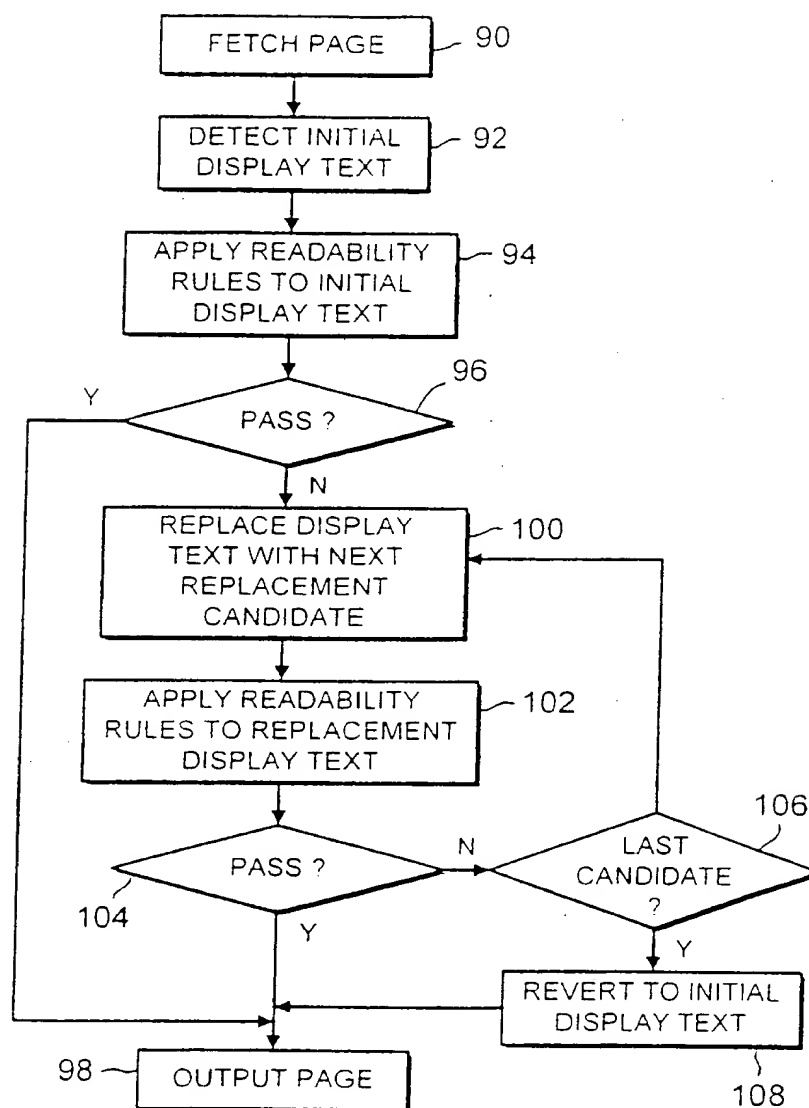 FETCH PAGE
90
DETECT INITIAL
DISPLAY TEXT
92
APPLY READABILITY
RULES TO INITIAL
DISPLAY TEXT
94
PASS ?
96
Y
N
REPLACE DISPLAY
TEXT WITH NEXT
REPLACEMENT
CANDIDATE
100
APPLY READABILITY
RULES TO REPLACEMENT
DISPLAY TEXT
102
PASS ?
104
N
Y
LAST
CANDIDATE
?
106
Y
REVERT TO INITIAL
DISPLAY TEXT
108
98
OUTPUT PAGE